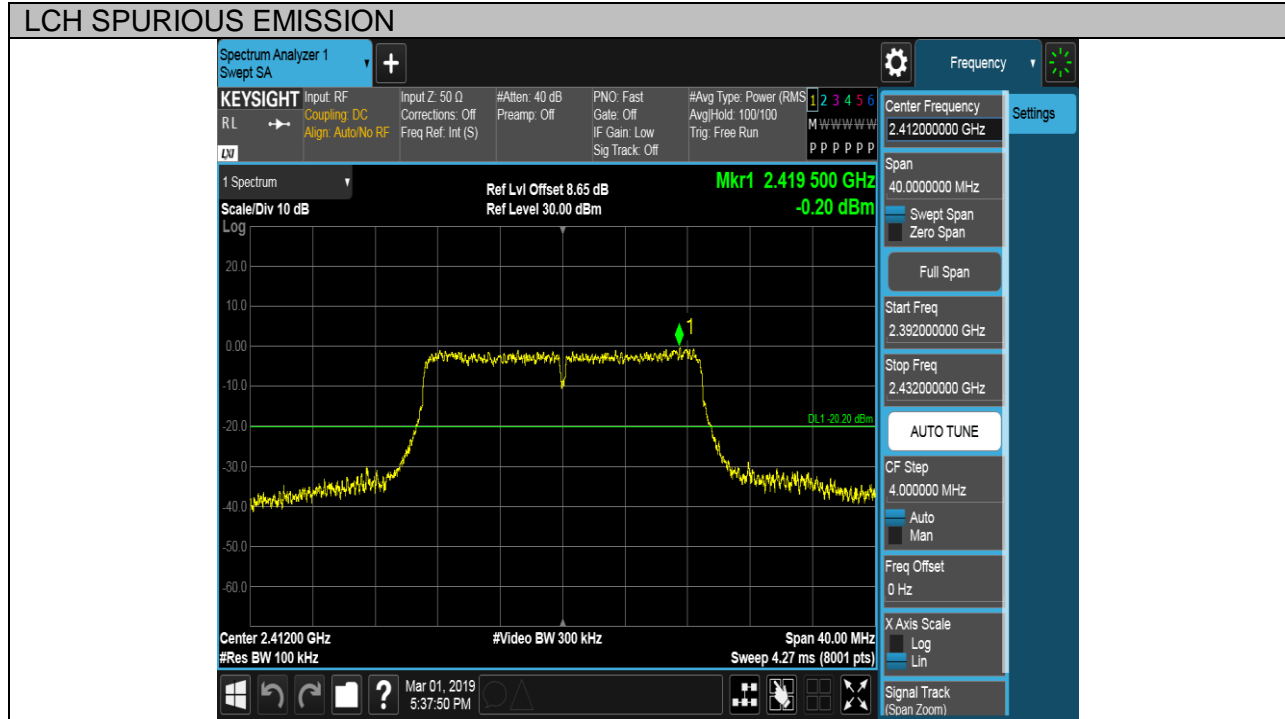 LCH SPURIOUS EMISSION
Spectrum Analyzer 1
Swept SA
+
Frequency
KEYSIGHT
RL
LXI
Input: RF
Coupling: DC
Align: Auto/No RF
Input Z: 50 Ω
Corrections: Off
Freq Ref: Int (S)
#Atten: 40 dB
Preamp: Off
PNO: Fast
Gate: Off
IF Gain: Low
Sig Track: Off
#Avg Type: Power (RMS
Avg|Hold: 100/100
Trig: Free Run
1 2 3 4 5 6
M W W W W W
P P P P P P
1 Spectrum
Scale/Div 10 dB
Log
Ref Lvl Offset 8.65 dB
Ref Level 30.00 dBm
Mkr1 2.419 500 GHz
-0.20 dBm
20.0
10.0
0.00
-10.0
-20.0
-30.0
-40.0
-50.0
-60.0
1
DL1 -20.20 dBm
Center 2.41200 GHz
#Res BW 100 kHz
#Video BW 300 kHz
Span 40.00 MHz
Sweep 4.27 ms (8001 pts)
?
Mar 01, 2019
5:37:50 PM
Center Frequency
2.412000000 GHz
Settings
Span
40.0000000 MHz
Swept Span
Zero Span
Full Span
Start Freq
2.392000000 GHz
Stop Freq
2.432000000 GHz
AUTO TUNE
CF Step
4.000000 MHz
Auto
Man
Freq Offset
0 Hz
X Axis Scale
Log
Lin
Signal Track
(Span Zoom)